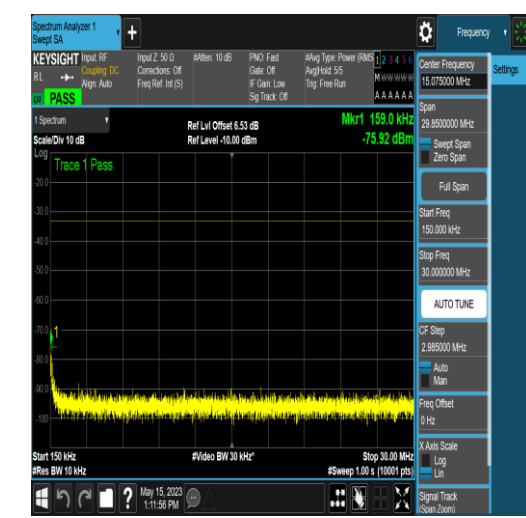 Spectrum Analyzer 1
Swept SA
Frequency
Settings
KEYSIGHT
RL
PASS
Input: RF
Coupling: DC
Align: Auto
Input Z: 50 Ω
Corrections: Off
Freq Ref: Int (S)
#Atten: 10 dB
PNO: Fast
Gate: Off
IF Gain: Low
Sig Track: Off
#Avg Type: Power (RMS
Avg|Hold: 5/5
Trig: Free Run
1 2 3 4 5 6
M W W W W W
A A A A A A
1 Spectrum
Scale/Div 10 dB
Ref Lvl Offset 6.53 dB
Ref Level -10.00 dBm
Mkr1 159.0 kHz
-75.92 dBm
Log
Trace 1 Pass
-20.0
-30.0
-40.0
-50.0
-60.0
-70.0
1
-80.0
-90.0
-100
Start 150 kHz
#Res BW 10 kHz
#Video BW 30 kHz*
Stop 30.00 MHz
#Sweep 1.00 s (10001 pts)
May 15, 2023
1:11:56 PM
Center Frequency
15.075000 MHz
Span
29.8500000 MHz
Swept Span
Zero Span
Full Span
Start Freq
150.000 kHz
Stop Freq
30.000000 MHz
AUTO TUNE
CF Step
2.985000 MHz
Auto
Man
Freq Offset
0 Hz
X Axis Scale
Log
Lin
Signal Track
(Span Zoom)